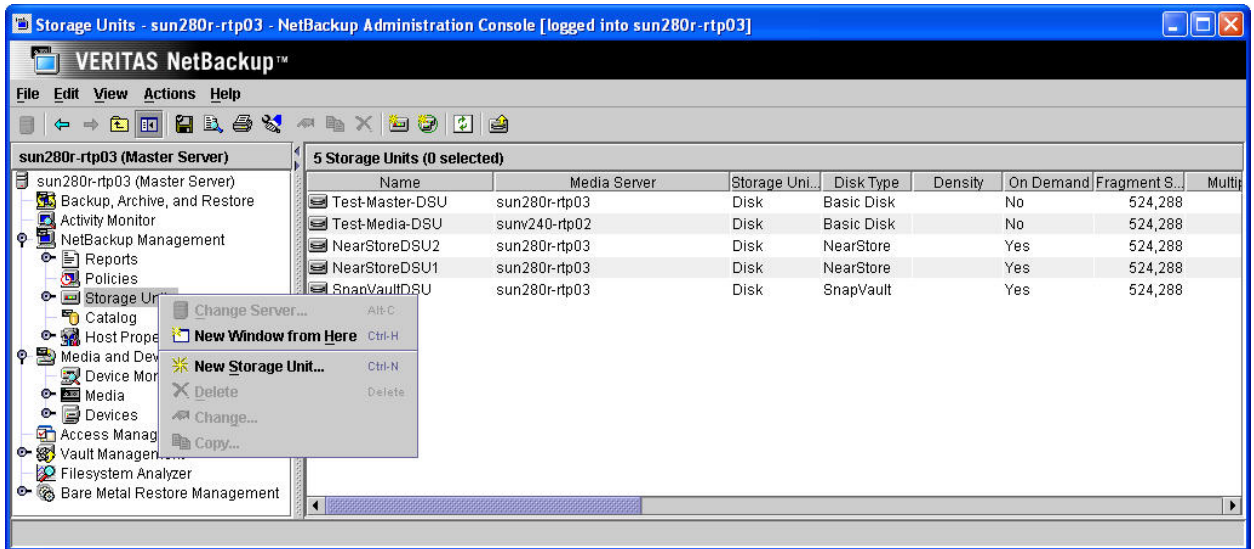 Storage Units - sun280r-rtp03 - NetBackup Administration Console [logged into sun280r-rtp03]
VERITAS NetBackup™
File Edit View Actions Help
sun280r-rtp03 (Master Server)
sun280r-rtp03 (Master Server)
Backup, Archive, and Restore
Activity Monitor
NetBackup Management
Reports
Policies
Storage Un
Catalog
Host Prope
Media and Dev
Device Mor
Media
Devices
Access Manag
Vault Management
Filesystem Analyzer
Bare Metal Restore Management
Change Server... Alt-C
New Window from Here Ctrl-H
New Storage Unit... Ctrl-N
Delete Delete
Change...
Copy...
5 Storage Units (0 selected)
Name Media Server Storage Uni... Disk Type Density On Demand Fragment S... Multip
Test-Master-DSU sun280r-rtp03 Disk Basic Disk No 524,288
Test-Media-DSU sunv240-rtp02 Disk Basic Disk No 524,288
NearStoreDSU2 sun280r-rtp03 Disk NearStore Yes 524,288
NearStoreDSU1 sun280r-rtp03 Disk NearStore Yes 524,288
SnapVaultDSU sun280r-rtp03 Disk SnapVault Yes 524,288